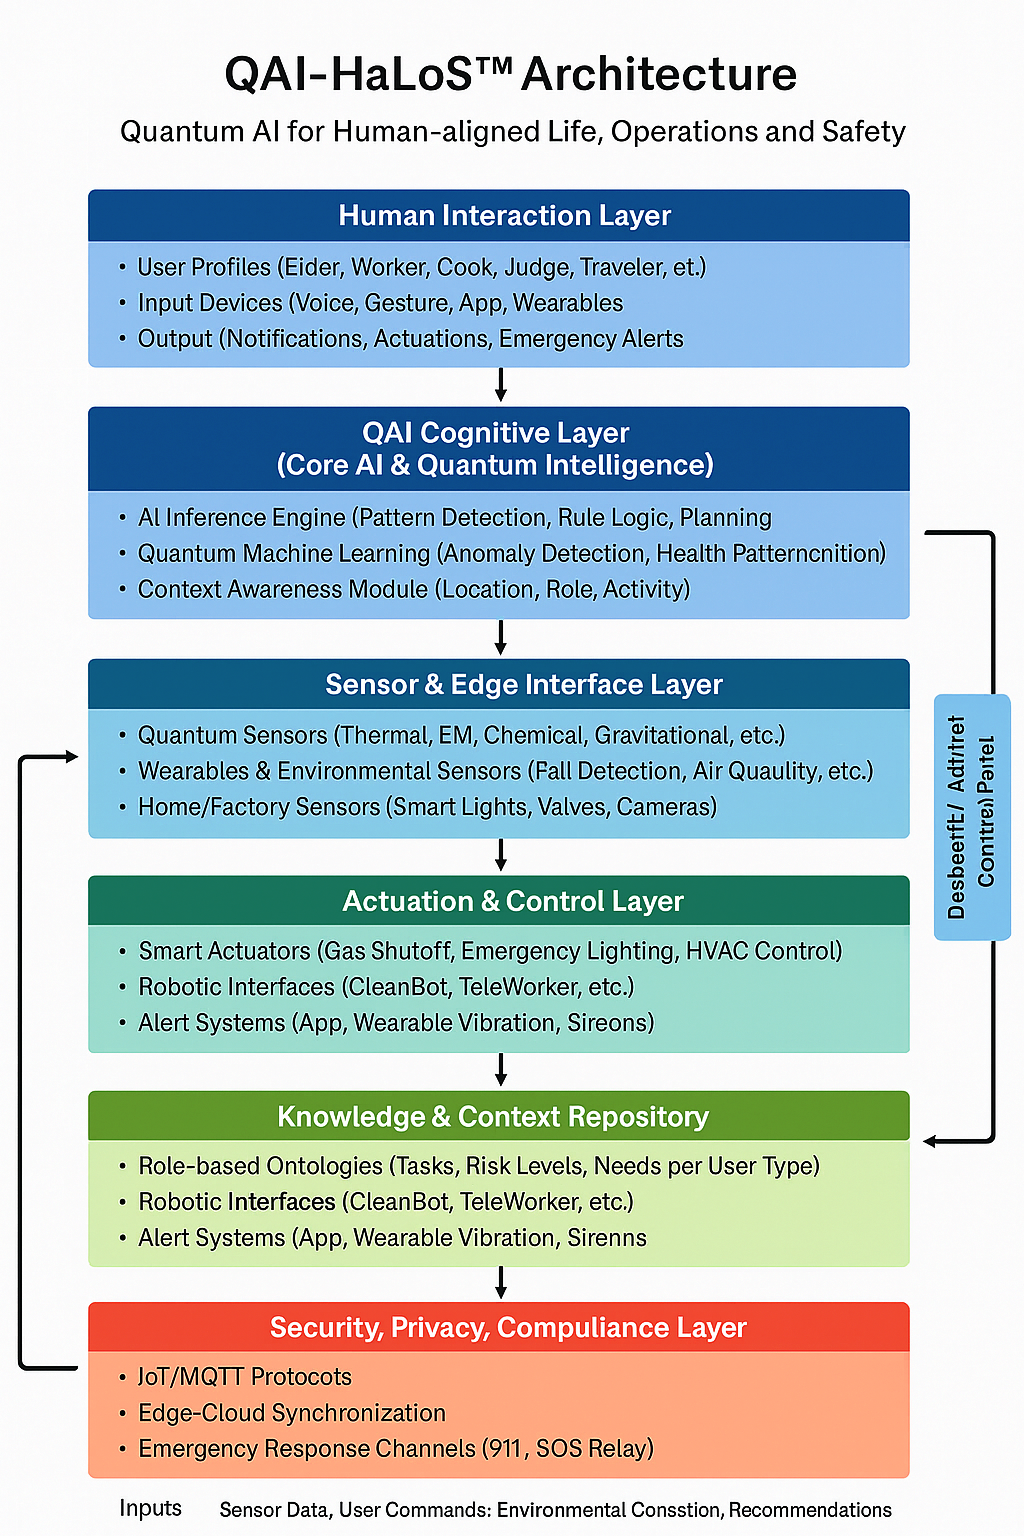 QAI-HaLoS™ Architecture
Quantum AI for Human-aligned Life, Operations and Safety
Human Interaction Layer
• User Profiles (Eider, Worker, Cook, Judge, Traveler, et.)
• Input Devices (Voice, Gesture, App, Wearables
• Output (Notifications, Actuations, Emergency Alerts
QAI Cognitive Layer
(Core AI & Quantum Intelligence)
• AI Inference Engine (Pattern Detection, Rule Logic, Planning
• Quantum Machine Learning (Anomaly Detection, Health Patterncnition)
• Context Awareness Module (Location, Role, Activity)
Sensor & Edge Interface Layer
• Quantum Sensors (Thermal, EM, Chemical, Gravitational, etc.)
• Wearables & Environmental Sensors (Fall Detection, Air Quaulity, etc.)
• Home/Factory Sensors (Smart Lights, Valves, Cameras)
Actuation & Control Layer
• Smart Actuators (Gas Shutoff, Emergency Lighting, HVAC Control)
• Robotic Interfaces (CleanBot, TeleWorker, etc.)
• Alert Systems (App, Wearable Vibration, Sireons)
Knowledge & Context Repository
• Role-based Ontologies (Tasks, Risk Levels, Needs per User Type)
• Robotic Interfaces (CleanBot, TeleWorker, etc.)
• Alert Systems (App, Wearable Vibration, Sirenns
Security, Privacy, Compuliance Layer
• JoT/MQTT Protocots
• Edge-Cloud Synchronization
• Emergency Response Channels (911, SOS Relay)
Inputs Sensor Data, User Commands: Environmental Consstion, Recommendations